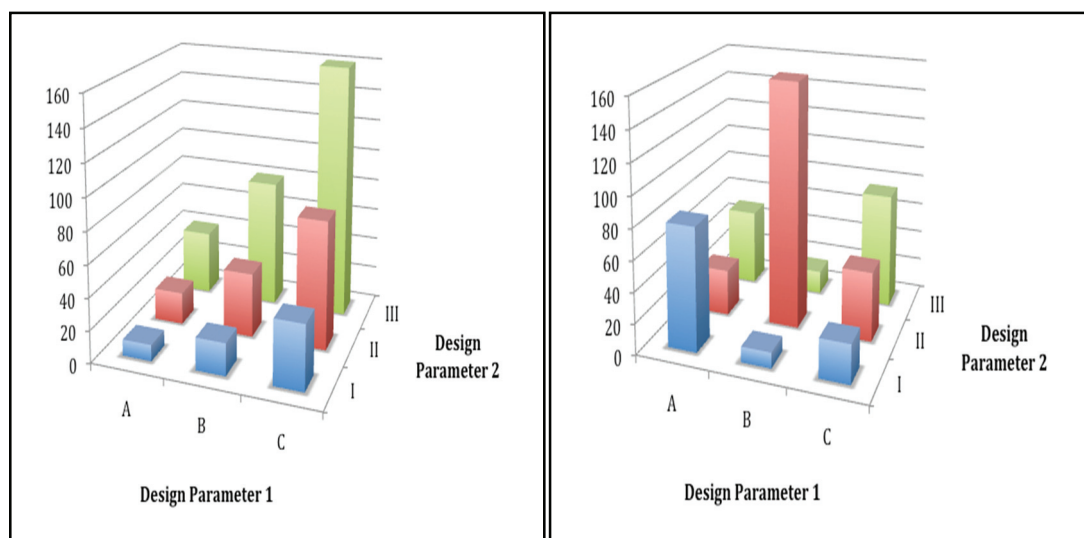 160
140
120
100
80
60
40
20
0
A
B
C
I
II
III
Design
Parameter 2
Design Parameter 1
160
140
120
100
80
60
40
20
0
A
B
C
I
II
III
Design
Parameter 2
Design Parameter 1